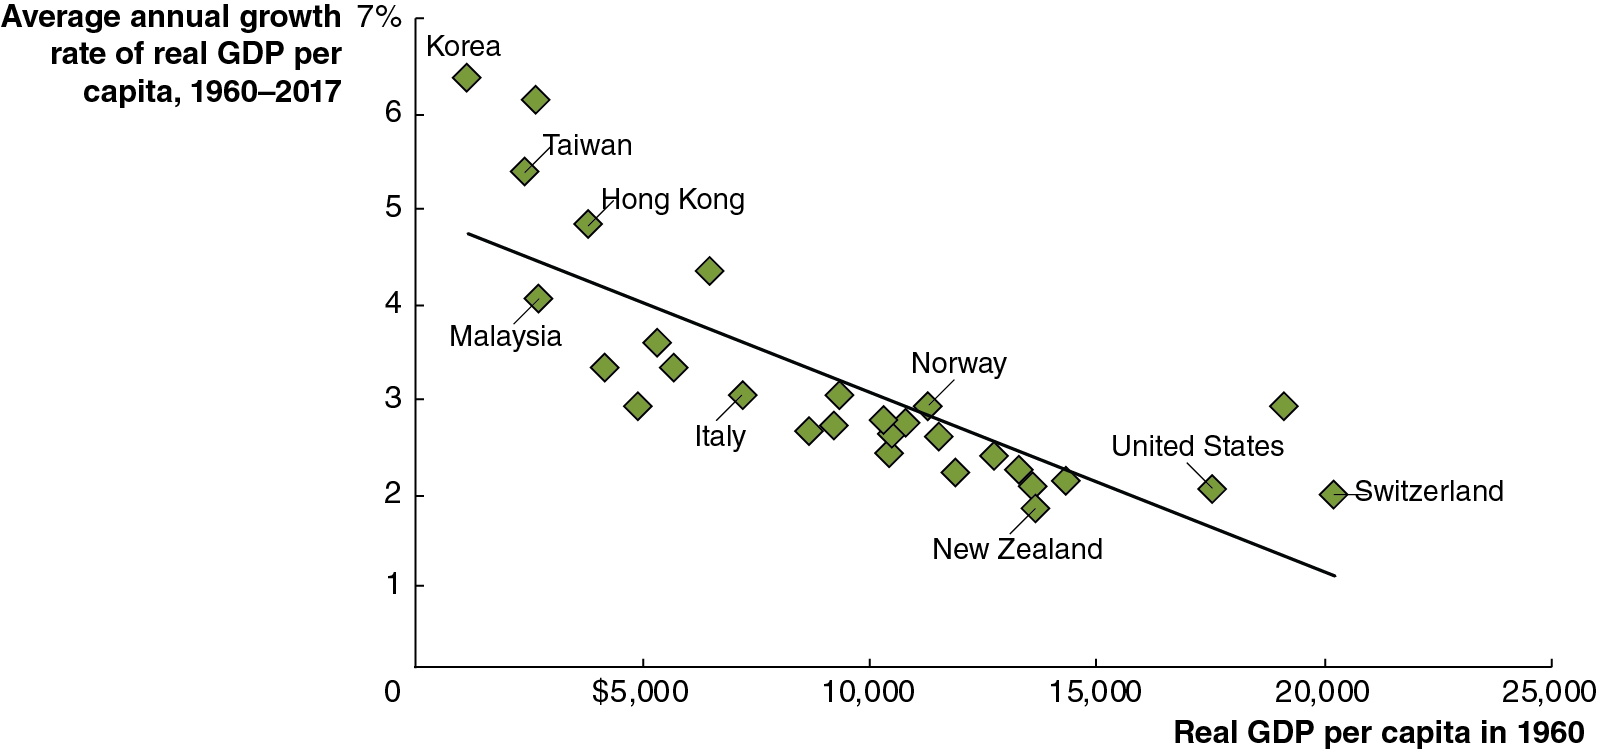 Average annual growth
rate of real GDP per
capita, 1960–2017
7%
Korea
6
Taiwan
5
Hong Kong
4
Malaysia
Norway
3
Italy
United States
2
Switzerland
New Zealand
1
0
$5,000
10,000
15,000
20,000
25,000
Real GDP per capita in 1960